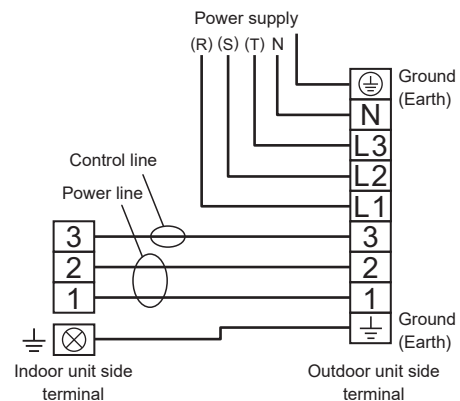 Power supply
(R) (S) (T) N
Ground
(Earth)
N
L3
L2
L1
Control line
Power line
3
2
1
3
2
1
Ground
(Earth)
Indoor unit side
terminal
Outdoor unit side
terminal